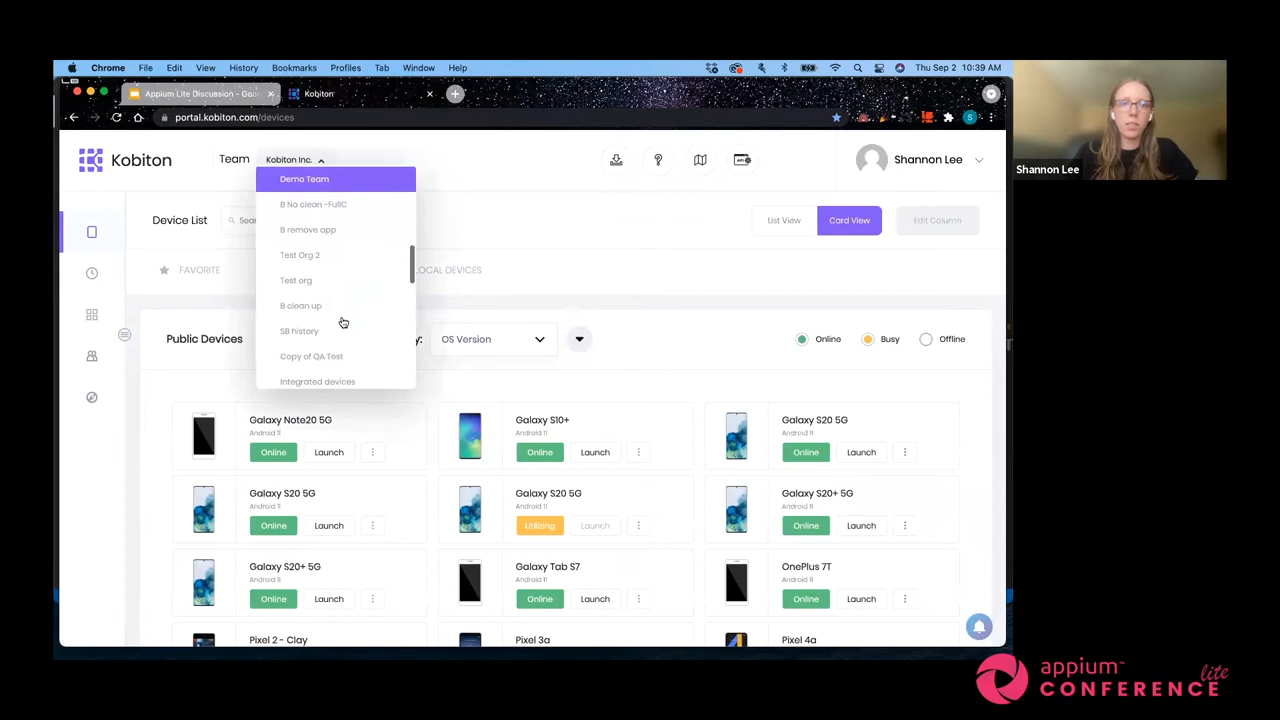 Chrome File Edit View History Bookmarks Profiles Tab Window Help Thu Sep 2 10:39 AM
Appium Lite Discussion - Goo
Kobiton
portal.kobiton.com/devices
S
Kobiton
Team
Kobiton Inc.
Shannon Lee
Shannon Lee
Demo Team
B No clean -FullC
B remove app
Test Org 2
Test org
B clean up
SB history
Copy of QA Test
Integrated devices
Device List
Sear
List View
Card View
Edit Column
FAVORITE
LOCAL DEVICES
Public Devices
y:
OS Version
Online
Busy
Offline
Galaxy Note20 5G
Android 11
Online
Launch
Galaxy S10+
Android 11
Online
Launch
Galaxy S20 5G
Android 11
Online
Launch
Galaxy S20 5G
Android 11
Online
Launch
Galaxy S20 5G
Android 11
Utilizing
Launch
Galaxy S20+ 5G
Android 11
Online
Launch
Galaxy S20+ 5G
Android 11
Online
Launch
Galaxy Tab S7
Android 11
Online
Launch
OnePlus 7T
Android 11
Online
Launch
Pixel 2 - Clay
Pixel 3a
Pixel 4a
appium™
CONFERENCE
lite